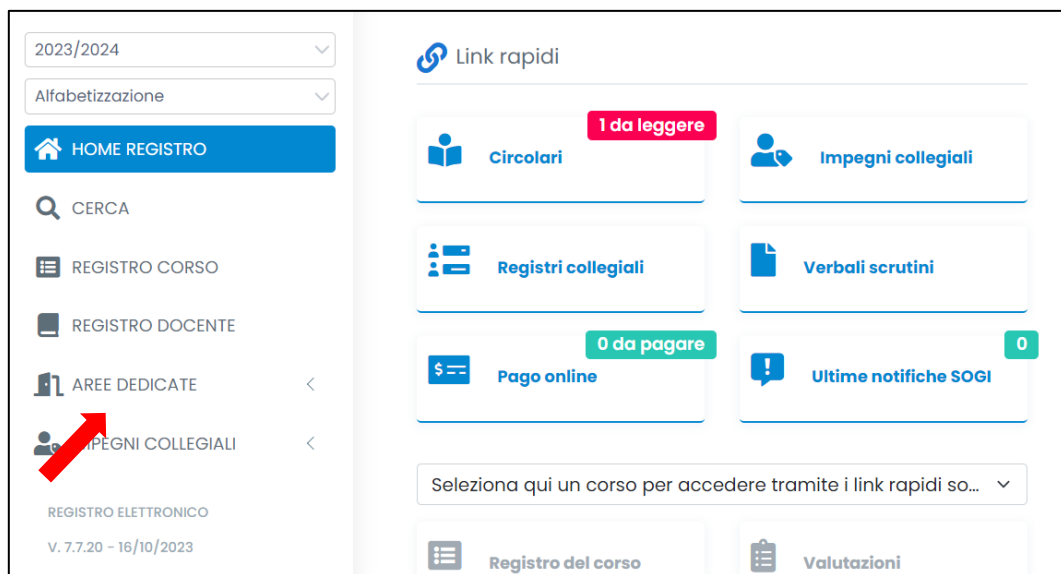 2023/2024
Alfabetizzazione
HOME REGISTRO
CERCA
REGISTRO CORSO
REGISTRO DOCENTE
AREE DEDICATE
COLLEGIALI
REGISTRO ELETTRONICO
V. 7.7.20 - 16/10/2023
Link rapidi
1 da leggere
Circolari
Impegni collegiali
Registri collegiali
Verbali scrutini
0 da pagare
Pago online
0
Ultime notifiche SOGI
Seleziona qui un corso per accedere tramite i link rapidi so...
Registro del corso
Valutazioni